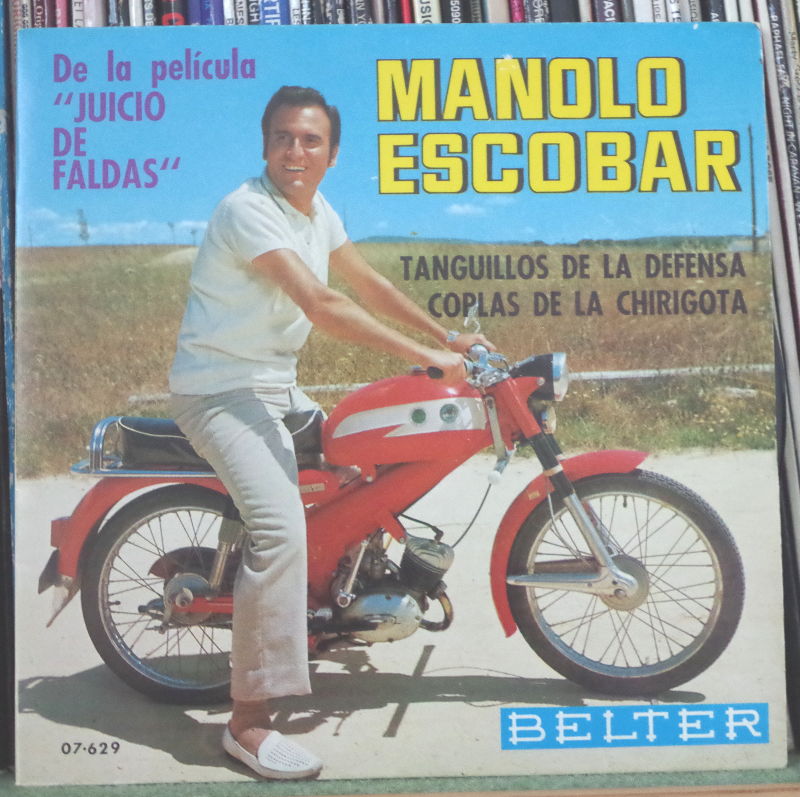 De la película
“JUICIO
DE
FALDAS“
MANOLO
ESCOBAR
TANGUILLOS DE LA DEFENSA
COPLAS DE LA CHIRIGOTA
BELTER
07-629